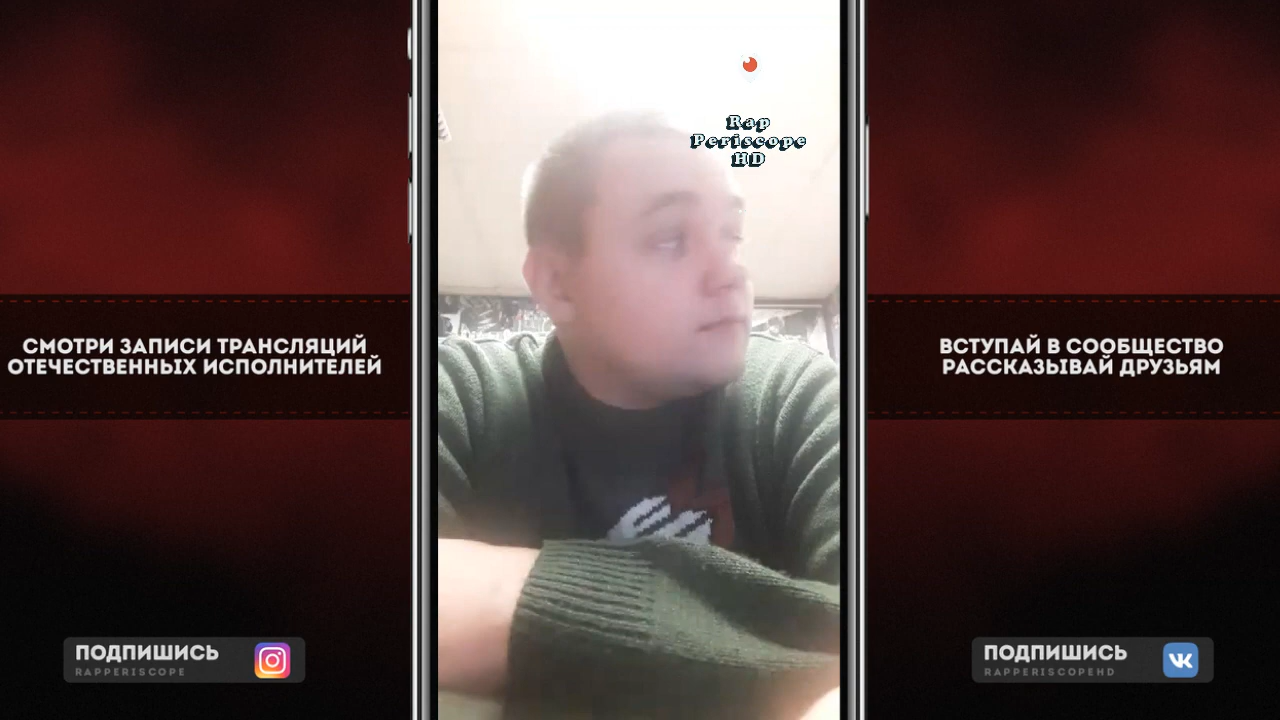 Rap
Periscope
HD
СМОТРИ ЗАПИСИ ТРАНСЛЯЦИЙ
ОТЕЧЕСТВЕННЫХ ИСПОЛНИТЕЛЕЙ
ВСТУПАЙ В СООБЩЕСТВО
РАССКАЗЫВАЙ ДРУЗЬЯМ
ПОДПИШИСЬ
RAPPERISCOPE
ПОДПИШИСЬ
RAPPERISCOPEHD